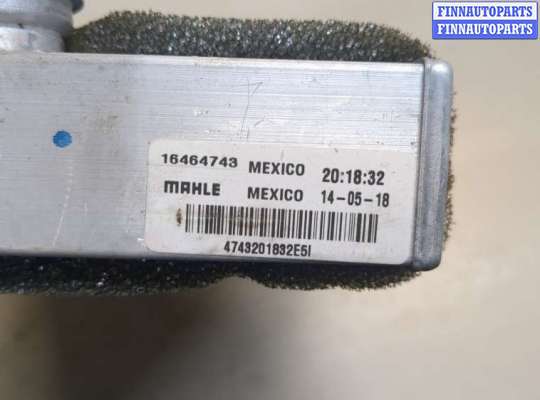 FINNAUTOPARTS
FINNAUTOPARTS
16464743 MEXICO 20:18:32
MAHLE MEXICO 14-05-18
4743201832E5I